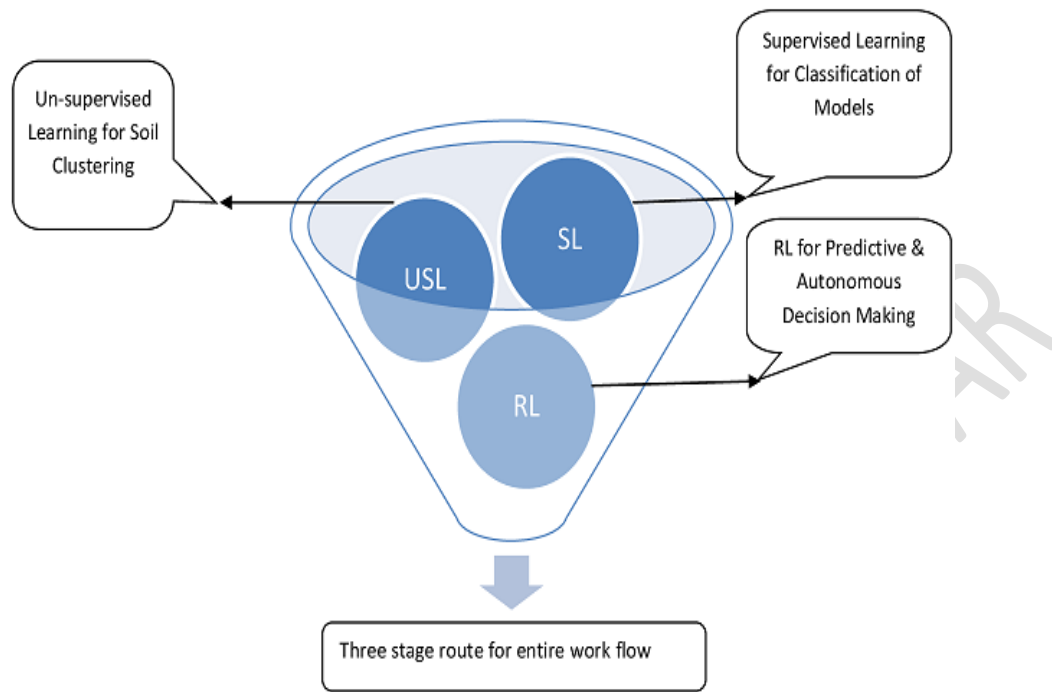 Un-supervised
Learning for Soil
Clustering
Supervised Learning
for Classification of
Models
USL
SL
RL
RL for Predictive &
Autonomous
Decision Making
Three stage route for entire work flow